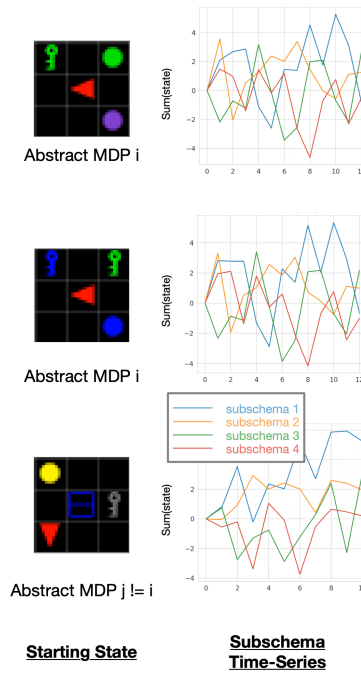 4
2
0
−2
−4
Sum(state)
0 2 4 6 8 10 12
Abstract MDP i
4
2
0
−2
−4
Sum(state)
0 2 4 6 8 10 12
Abstract MDP i
subschema 1
subschema 2
subschema 3
subschema 4
4
2
0
−2
−4
Sum(state)
0 2 4 6 8 10
Abstract MDP j != i
Starting State
Subschema
Time-Series